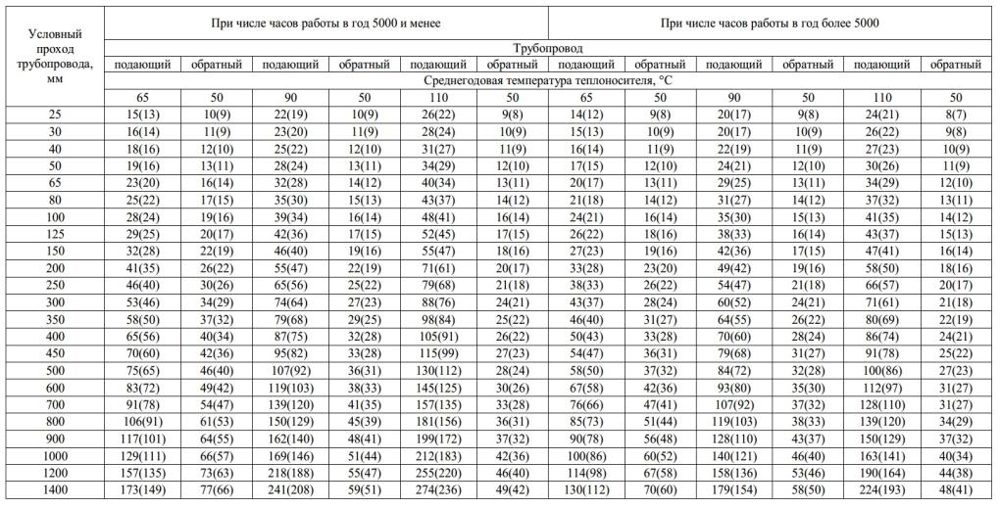 Условный проход трубопровода, мм
При числе часов работы в год 5000 и менее При числе часов работы в год более 5000
Трубопровод
подающий обратный подающий обратный подающий обратный подающий обратный подающий обратный подающий обратный
Среднегодовая температура теплоносителя, °С
65 50 90 50 110 50 65 50 90 50 110 50
25 15(13) 10(9) 22(19) 10(9) 26(22) 9(8) 14(12) 9(8) 20(17) 9(8) 24(21) 8(7)
30 16(14) 11(9) 23(20) 11(9) 28(24) 10(9) 15(13) 10(9) 20(17) 10(9) 26(22) 9(8)
40 18(16) 12(10) 25(22) 12(10) 31(27) 11(9) 16(14) 11(9) 22(19) 11(9) 27(23) 10(9)
50 19(16) 13(11) 28(24) 13(11) 34(29) 12(10) 17(15) 12(10) 24(21) 12(10) 30(26) 11(9)
65 23(20) 16(14) 32(28) 14(12) 40(34) 13(11) 20(17) 13(11) 29(25) 13(11) 34(29) 12(10)
80 25(22) 17(15) 35(30) 15(13) 43(37) 14(12) 21(18) 14(12) 31(27) 14(12) 37(32) 13(11)
100 28(24) 19(16) 39(34) 16(14) 48(41) 16(14) 24(21) 16(14) 35(30) 15(13) 41(35) 14(12)
125 29(25) 20(17) 42(36) 17(15) 52(45) 17(15) 26(22) 18(16) 38(33) 16(14) 43(37) 15(13)
150 32(28) 22(19) 46(40) 19(16) 55(47) 18(16) 27(23) 19(16) 42(36) 17(15) 47(41) 16(14)
200 41(35) 26(22) 55(47) 22(19) 71(61) 20(17) 33(28) 23(20) 49(42) 19(16) 58(50) 18(16)
250 46(40) 30(26) 65(56) 25(22) 79(68) 21(18) 38(33) 26(22) 54(47) 21(18) 66(57) 20(17)
300 53(46) 34(29) 74(64) 27(23) 88(76) 24(21) 43(37) 28(24) 60(52) 24(21) 71(61) 21(18)
350 58(50) 37(32) 79(68) 29(25) 98(84) 25(22) 46(40) 31(27) 64(55) 26(22) 80(69) 22(19)
400 65(56) 40(34) 87(75) 32(28) 105(91) 26(22) 50(43) 33(28) 70(60) 28(24) 86(74) 24(21)
450 70(60) 42(36) 95(82) 33(28) 115(99) 27(23) 54(47) 36(31) 79(68) 31(27) 91(78) 25(22)
500 75(65) 46(40) 107(92) 36(31) 130(112) 28(24) 58(50) 37(32) 84(72) 32(28) 100(86) 27(23)
600 83(72) 49(42) 119(103) 38(33) 145(125) 30(26) 67(58) 42(36) 93(80) 35(30) 112(97) 31(27)
700 91(78) 54(47) 139(120) 41(35) 157(135) 33(28) 76(66) 47(41) 107(92) 37(32) 128(110) 31(27)
800 106(91) 61(53) 150(129) 45(39) 181(156) 36(31) 85(73) 51(44) 119(103) 38(33) 139(120) 34(29)
900 117(101) 64(55) 162(140) 48(41) 199(172) 37(32) 90(78) 56(48) 128(110) 43(37) 150(129) 37(32)
1000 129(111) 66(57) 169(146) 51(44) 212(183) 42(36) 100(86) 60(52) 140(121) 46(40) 163(141) 40(34)
1200 157(135) 73(63) 218(188) 55(47) 255(220) 46(40) 114(98) 67(58) 158(136) 53(46) 190(164) 44(38)
1400 173(149) 77(66) 241(208) 59(51) 274(236) 49(42) 130(112) 70(60) 179(154) 58(50) 224(193) 48(41)